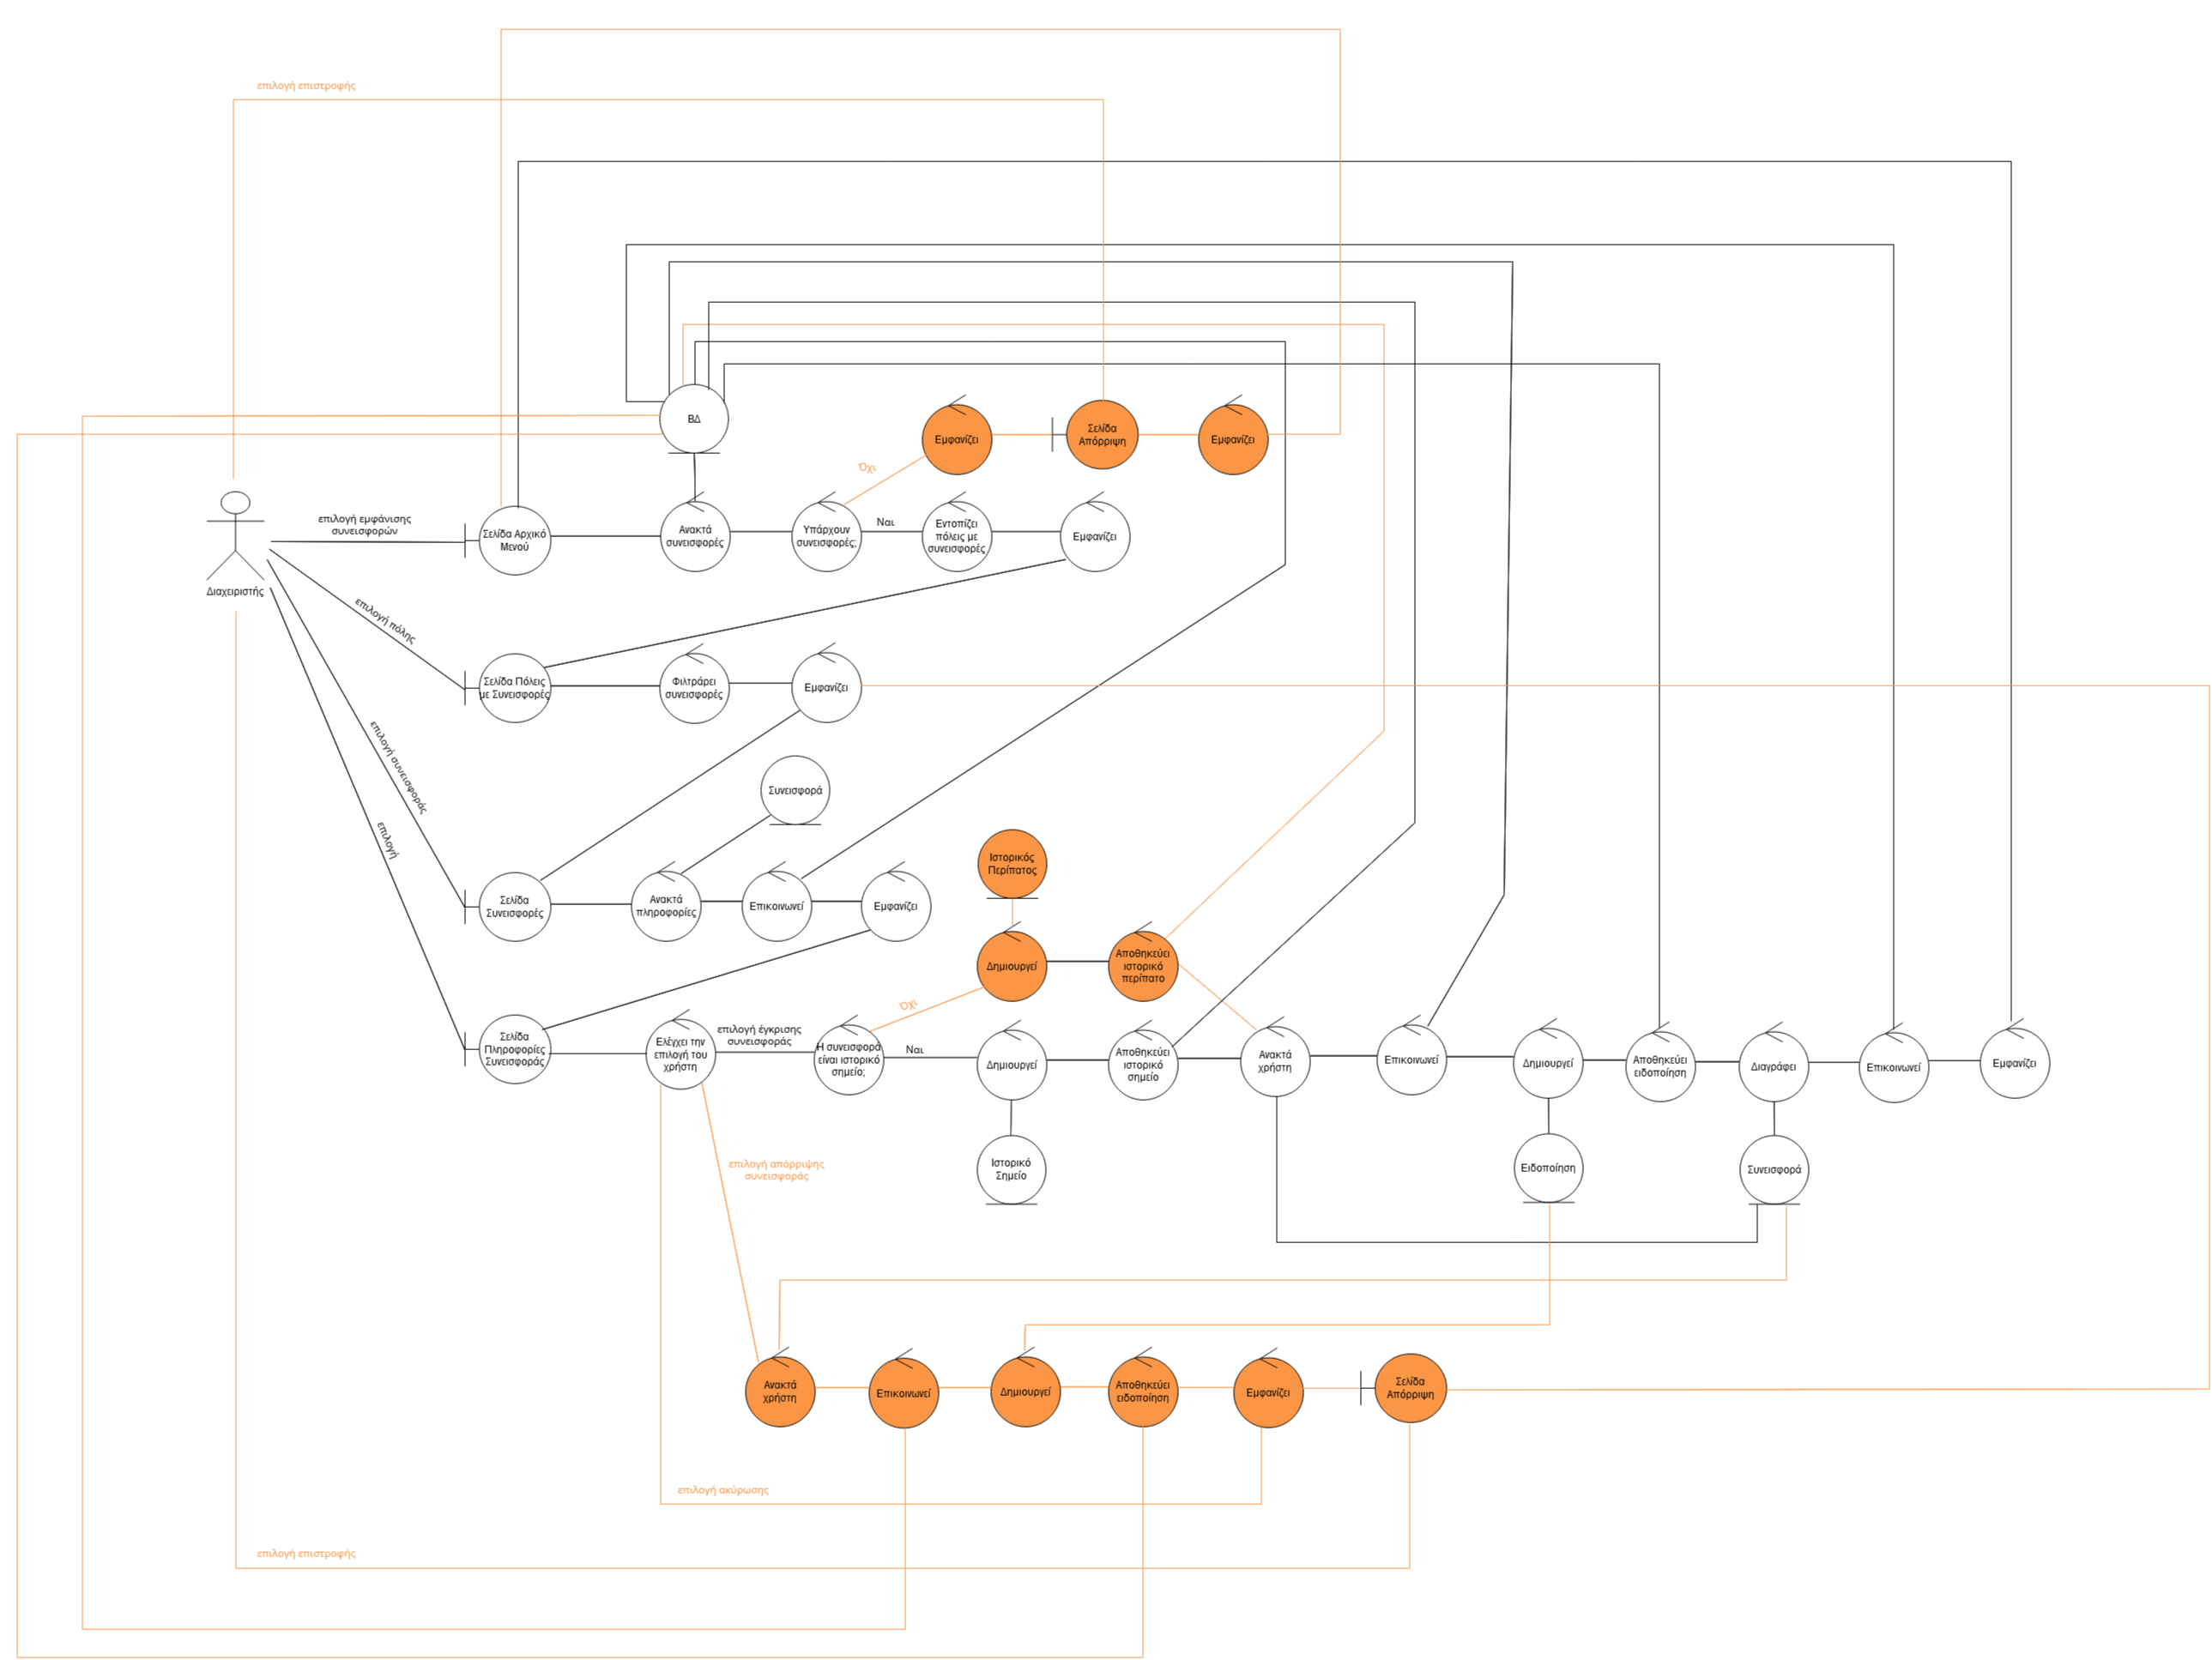 επιλογή επιστροφής
ΒΔ
Εμφανίζει
Σελίδα
Απόρριψη
Εμφανίζει
Όχι
Διαχειριστής
επιλογή εμφάνισης
συνεισφορών
Σελίδα Αρχικό
Μενού
Ανακτά
συνεισφορές
Υπάρχουν
συνεισφορές;
Ναι
Εντοπίζει
πόλεις με
συνεισφορές
Εμφανίζει
επιλογή πόλης
Σελίδα Πόλεις
με Συνεισφορές
Φιλτράρει
συνεισφορές
Εμφανίζει
επιλογή συνεισφοράς
Συνεισφορά
επιλογή
Σελίδα
Συνεισφορές
Ανακτά
πληροφορίες
Επικοινωνεί
Εμφανίζει
Ιστορικός
Περίπατος
Δημιουργεί
Αποθηκεύει
ιστορικό
περίπατο
Όχι
Σελίδα
Πληροφορίες
Συνεισφοράς
Ελέγχει την
επιλογή του
χρήστη
επιλογή έγκρισης
συνεισφοράς
Η συνεισφορά
είναι ιστορικό
σημείο;
Ναι
Δημιουργεί
Αποθηκεύει
ιστορικό
σημείο
Ανακτά
χρήστη
Επικοινωνεί
Δημιουργεί
Αποθηκεύει
ειδοποίηση
Διαγράφει
Επικοινωνεί
Εμφανίζει
επιλογή απόρριψης
συνεισφοράς
Ιστορικό
Σημείο
Ειδοποίηση
Συνεισφορά
Ανακτά
χρήστη
Επικοινωνεί
Δημιουργεί
Αποθηκεύει
ειδοποίηση
Εμφανίζει
Σελίδα
Απόρριψη
επιλογή ακύρωσης
επιλογή επιστροφής